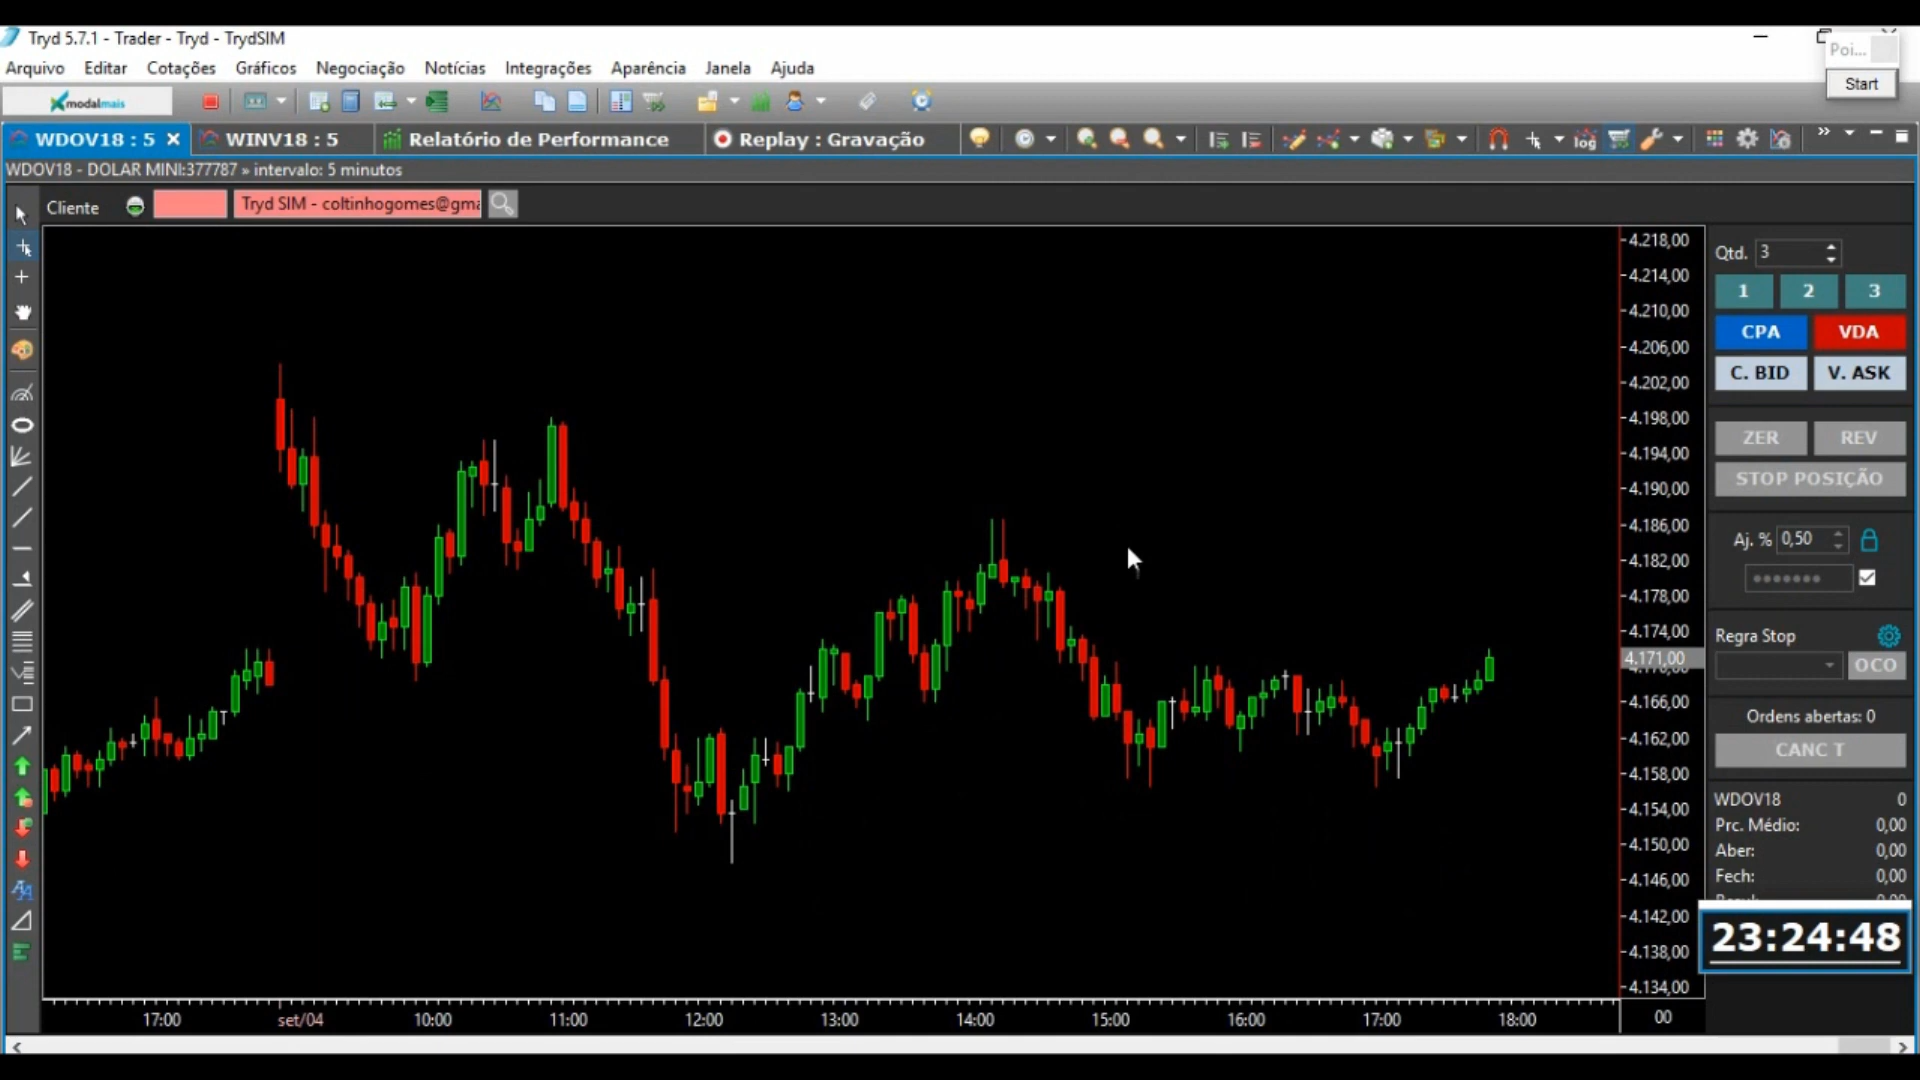 Tryd 5.7.1 - Trader - Tryd - TrydSIM
Poi...
Arquivo Editar Cotações Gráficos Negociação Notícias Integrações Aparência Janela Ajuda
Start
modalmais
WDOV18 : 5 WINV18 : 5 Relatório de Performance Replay : Gravação
log
WDOV18 - DOLAR MINI:377787 » intervalo: 5 minutos
Cliente Tryd SIM - coltinhogomes@gma
4.218,00
4.214,00
4.210,00
4.206,00
4.202,00
4.198,00
4.194,00
4.190,00
4.186,00
4.182,00
4.178,00
4.174,00
4.171,00
4.166,00
4.162,00
4.158,00
4.154,00
4.150,00
4.146,00
4.142,00
4.138,00
4.134,00
17:00 set/04 10:00 11:00 12:00 13:00 14:00 15:00 16:00 17:00 18:00 00
Qtd. 3
1 2 3
CPA VDA
C. BID V. ASK
ZER REV
STOP POSIÇÃO
Aj. % 0,50
Regra Stop
OCO
Ordens abertas: 0
CANC T
WDOV18 0
Prc. Médio: 0,00
Aber: 0,00
Fech: 0,00
23:24:48